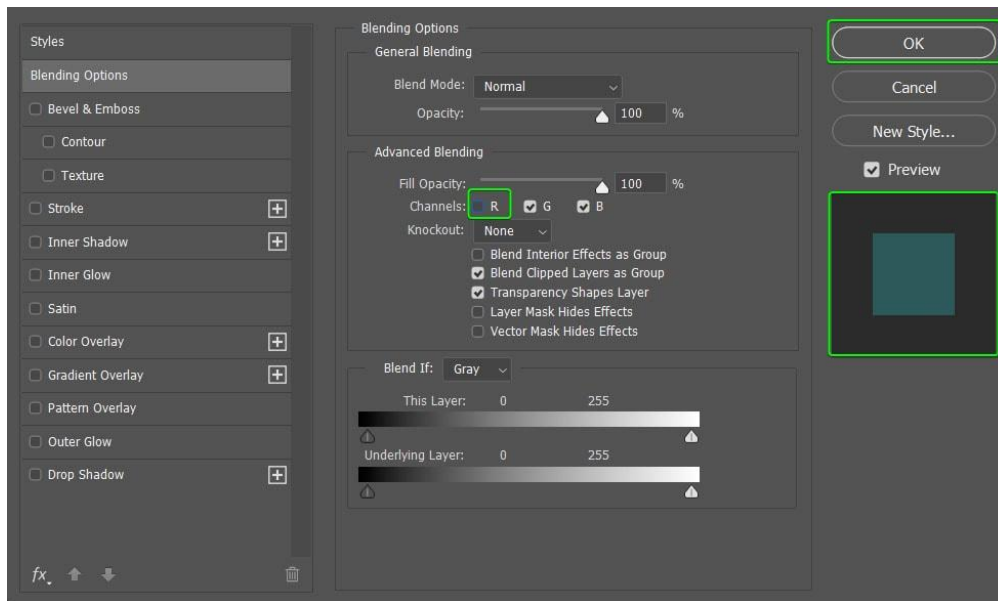 Styles
Blending Options
Bevel & Emboss
Contour
Texture
Stroke
Inner Shadow
Inner Glow
Satin
Color Overlay
Gradient Overlay
Pattern Overlay
Outer Glow
Drop Shadow
fx
Blending Options
General Blending
Blend Mode: Normal
Opacity: 100 %
Advanced Blending
Fill Opacity: 100 %
Channels: R G B
Knockout: None
Blend Interior Effects as Group
Blend Clipped Layers as Group
Transparency Shapes Layer
Layer Mask Hides Effects
Vector Mask Hides Effects
Blend If: Gray
This Layer: 0 255
Underlying Layer: 0 255
OK
Cancel
New Style...
Preview